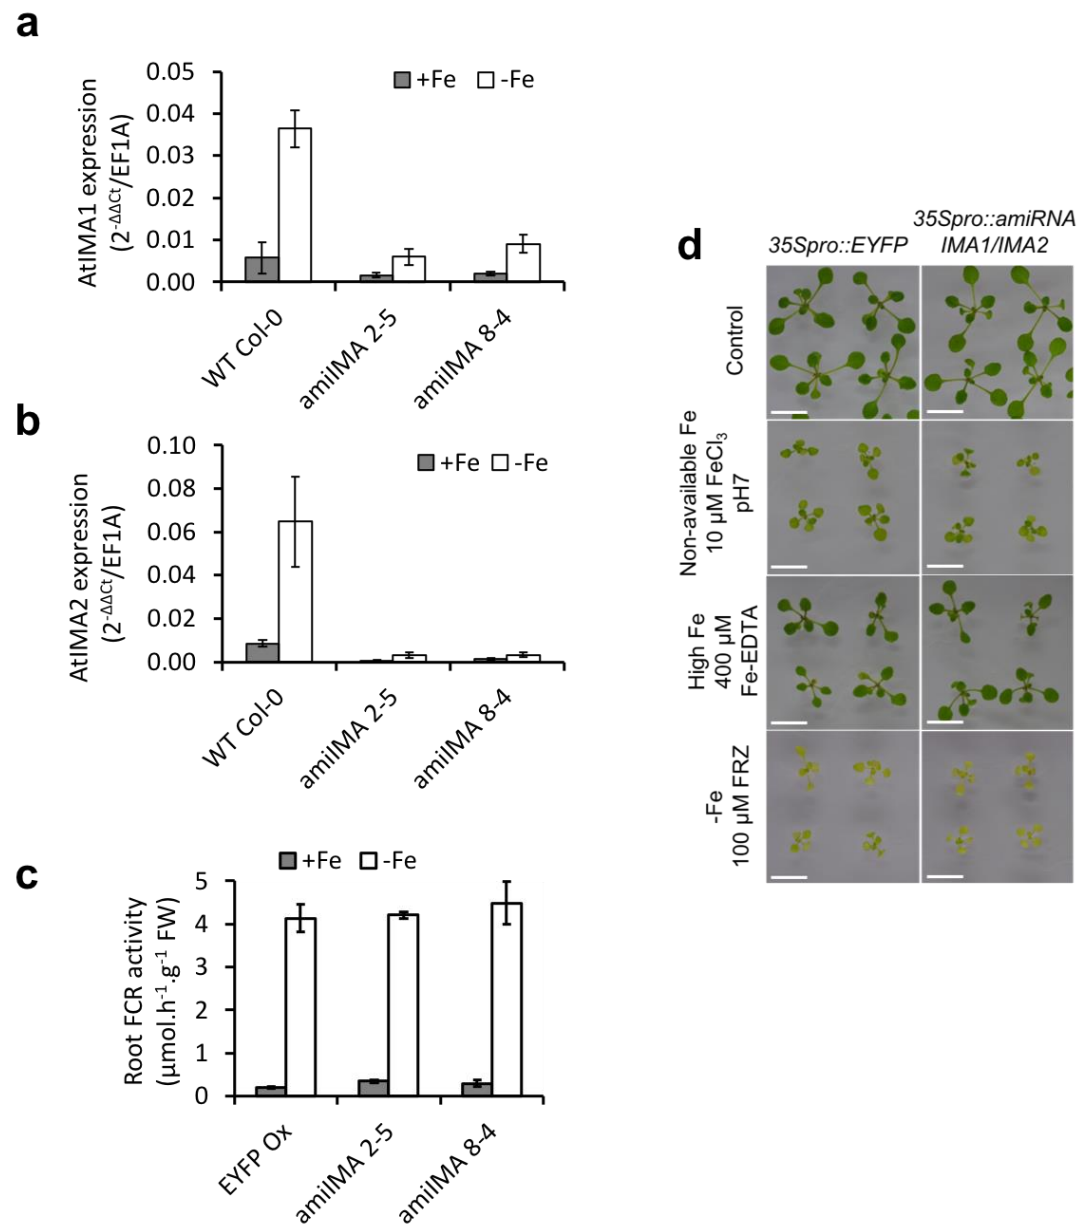 a
AtIMA1 expression
(2^-ΔΔCt/EF1A)
0.05
0.04
0.03
0.02
0.01
0.00
+Fe -Fe
WT Col-0
amiIMA 2-5
amiIMA 8-4
b
AtIMA2 expression
(2^-ΔΔCt/EF1A)
0.10
0.08
0.06
0.04
0.02
0.00
+Fe -Fe
WT Col-0
amiIMA 2-5
amiIMA 8-4
c
Root FCR activity
(µmol.h⁻¹.g⁻¹ FW)
+Fe -Fe
5
4
3
2
1
0
EYFP Ox
amiIMA 2-5
amiIMA 8-4
d
35Spro::EYFP
35Spro::amiRNA
IMA1/IMA2
Control
Non-available Fe
10 µM FeCl₃
pH7
High Fe
400 µM
Fe-EDTA
-Fe
100 µM FRZ